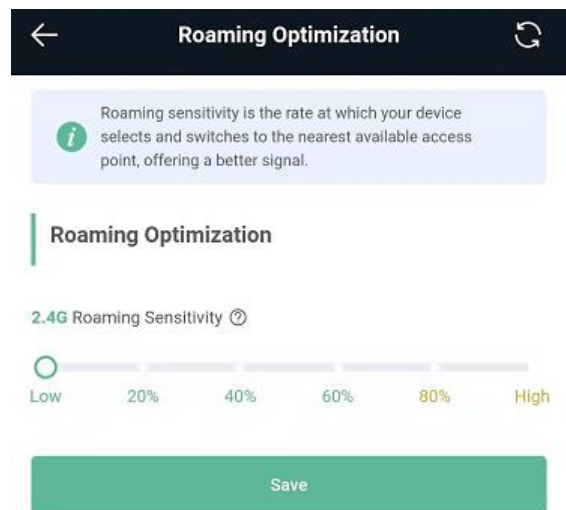 Roaming Optimization
Roaming sensitivity is the rate at which your device
selects and switches to the nearest available access
point, offering a better signal.
Roaming Optimization
2.4G Roaming Sensitivity
Low 20% 40% 60% 80% High
Save